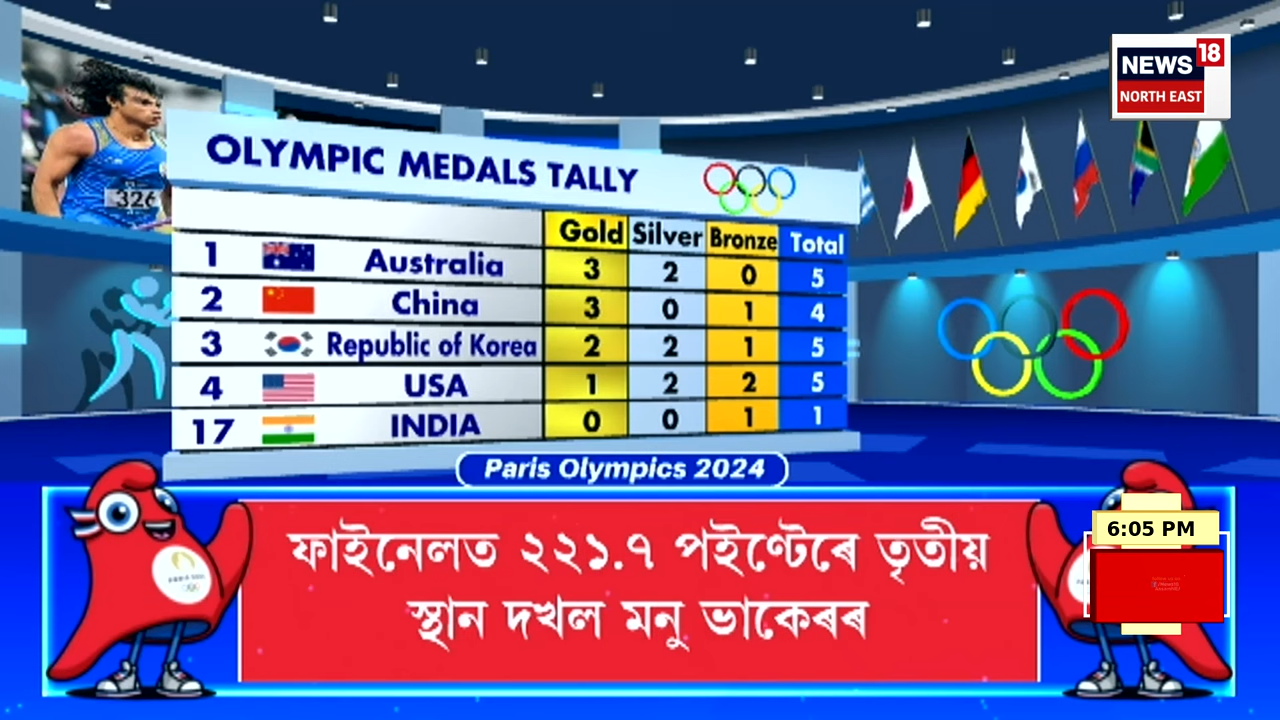 NEWS 18
NORTH EAST
326
OLYMPIC MEDALS TALLY
Gold Silver Bronze Total
1 Australia 3 2 0 5
2 China 3 0 1 4
3 Republic of Korea 2 2 1 5
4 USA 1 2 2 5
17 INDIA 0 0 1 1
Paris Olympics 2024
ফাইনেলত ২২১.৭ পইণ্টেৰে তৃতীয়
স্থান দখল মনু ভাকেৰৰ
6:05 PM